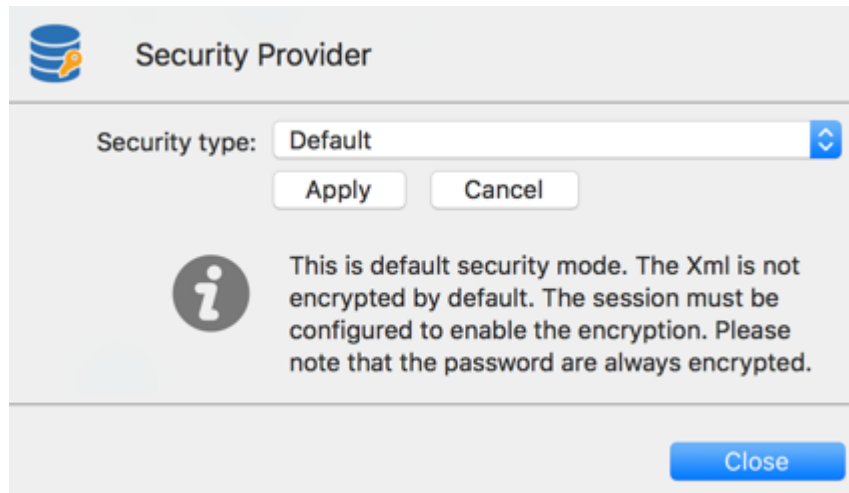 Security Provider
Security type: Default
Apply Cancel
This is default security mode. The Xml is not
encrypted by default. The session must be
configured to enable the encryption. Please
note that the password are always encrypted.
Close